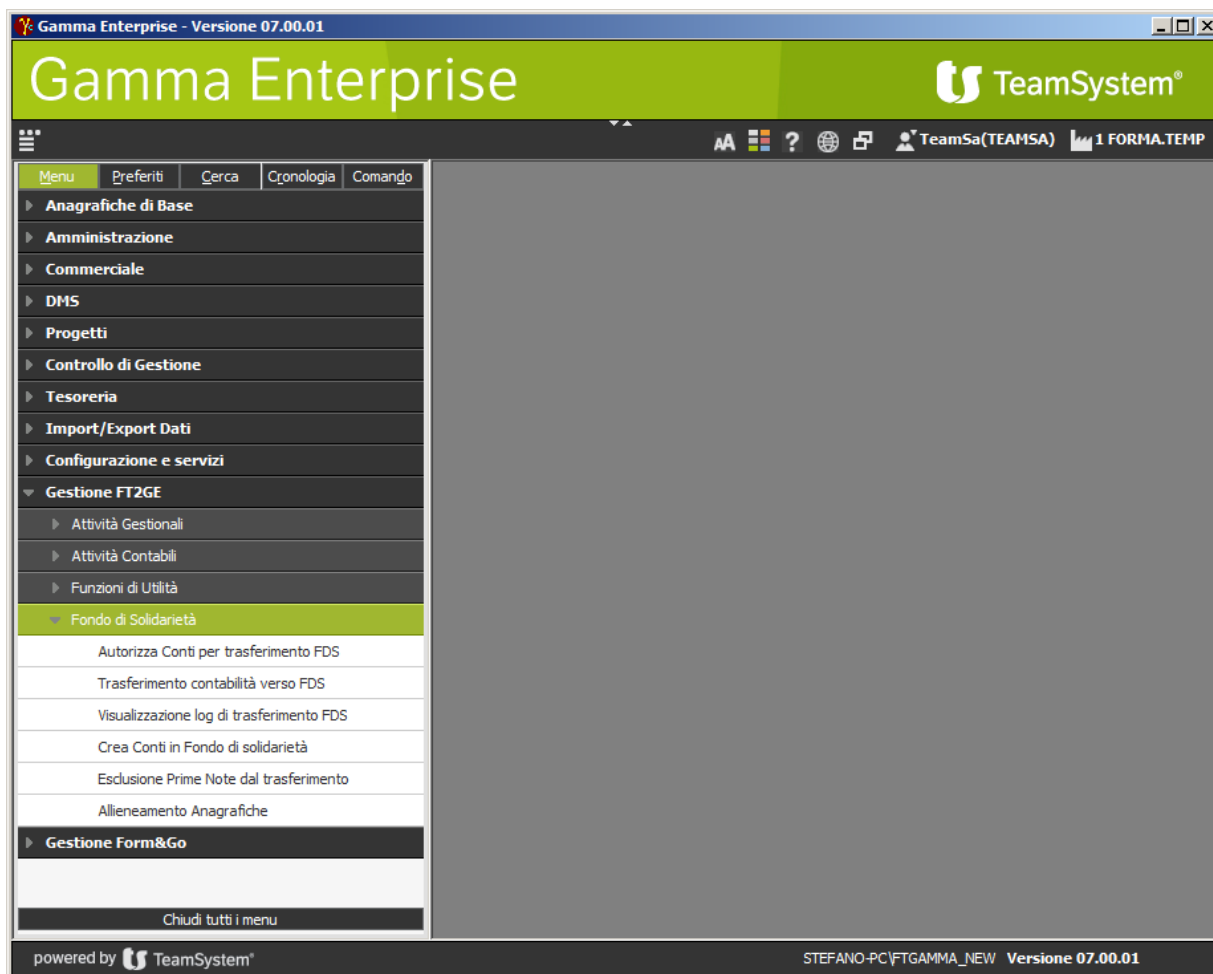 Gamma Enterprise - Versione 07.00.01
Gamma Enterprise
TeamSystem®
AA ? TeamSa(TEAMSA) 1 FORMA.TEMP
Menu Preferiti Cerca Cronologia Comando
Anagrafiche di Base
Amministrazione
Commerciale
DMS
Progetti
Controllo di Gestione
Tesoreria
Import/Export Dati
Configurazione e servizi
Gestione FT2GE
Attività Gestionali
Attività Contabili
Funzioni di Utilità
Fondo di Solidarietà
Autorizza Conti per trasferimento FDS
Trasferimento contabilità verso FDS
Visualizzazione log di trasferimento FDS
Crea Conti in Fondo di solidarietà
Esclusione Prime Note dal trasferimento
Allieneamento Anagrafiche
Gestione Form&Go
Chiudi tutti i menu
powered by TeamSystem® STEFANO-PC\FTGAMMA_NEW Versione 07.00.01